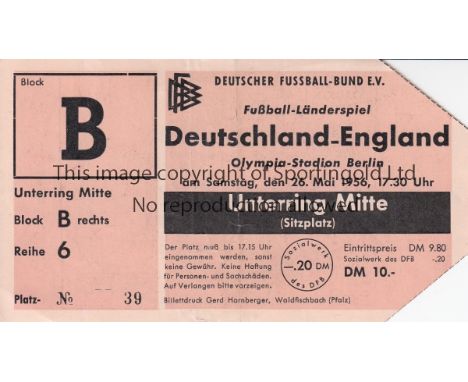 Block
B
Unterring Mitte
Block B rechts
Reihe 6
Platz- No 39
DFB
DEUTSCHER FUSSBALL-BUND E.V.
Fußball-Länderspiel
Deutschland-England
Olympia-Stadion Berlin
am Samstag, den 26. Mai 1956, 17.30 Uhr
Unterring Mitte
(Sitzplatz)
Der Platz muß bis 17.15 Uhr
eingenommen werden, sonst
keine Gewähr. Keine Haftung
für Personen- und Sachschäden.
Auf Verlangen bitte vorzeigen.
Sozialwerk
—.20 DM
des DFB
Eintrittspreis DM 9.80
Sozialwerk des DFB -.20
DM 10.-
Billettdruck Gerd Hornberger, Waldfischbach (Pfalz)
This image is copyright of Sportingold Ltd.
No reproduction allowed